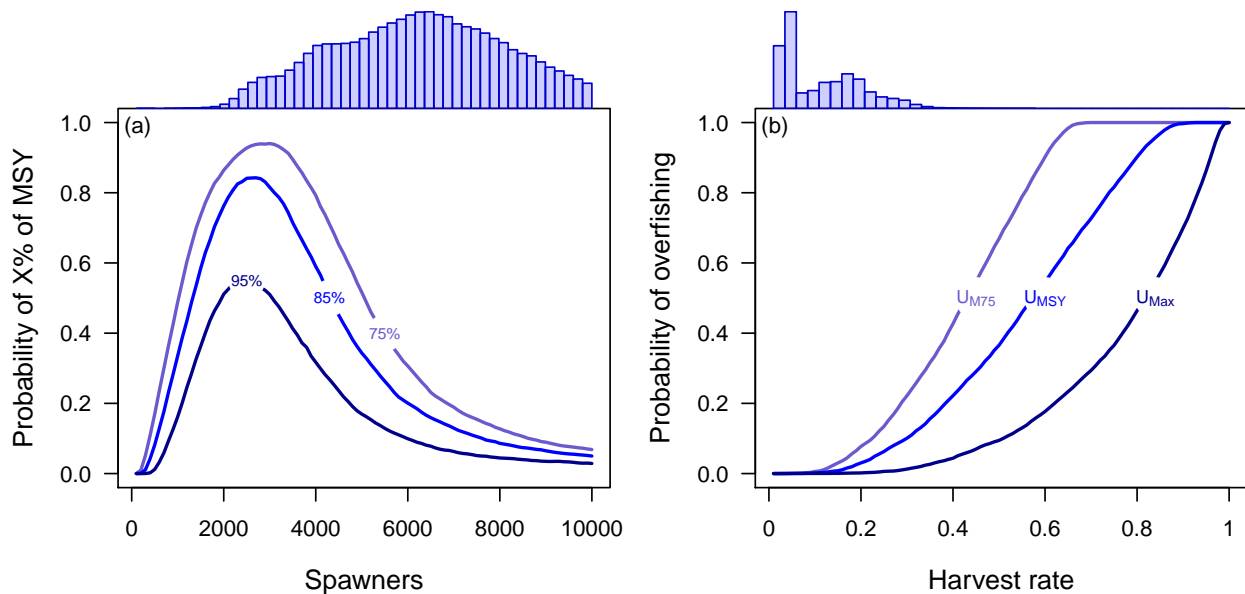 (a)
Probability of X% of MSY
1.0
0.8
0.6
0.4
0.2
0.0
95%
85%
75%
0 2000 4000 6000 8000 10000
Spawners
(b)
Probability of overfishing
1.0
0.8
0.6
0.4
0.2
0.0
UM75 UMSY UMax
0 0.2 0.4 0.6 0.8 1
Harvest rate